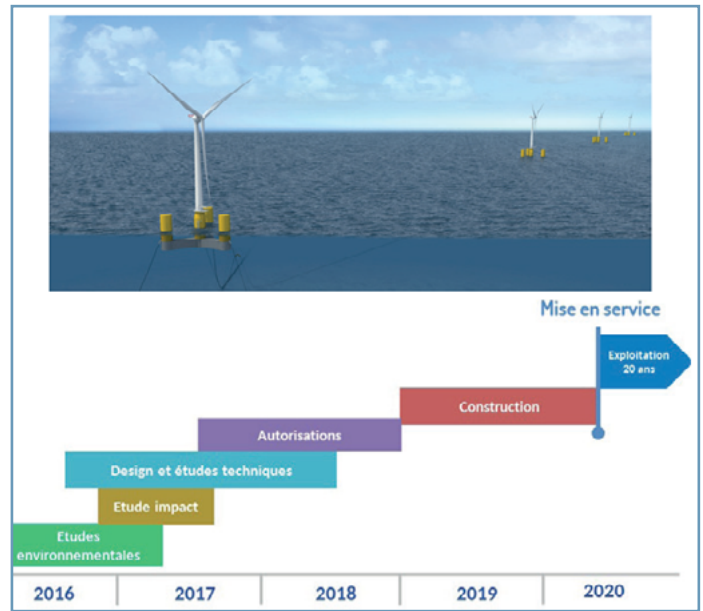 Mise en service
Exploitation
20 ans
Construction
Autorisations
Design et études techniques
Etude impact
Etudes
environnementales
2016 2017 2018 2019 2020